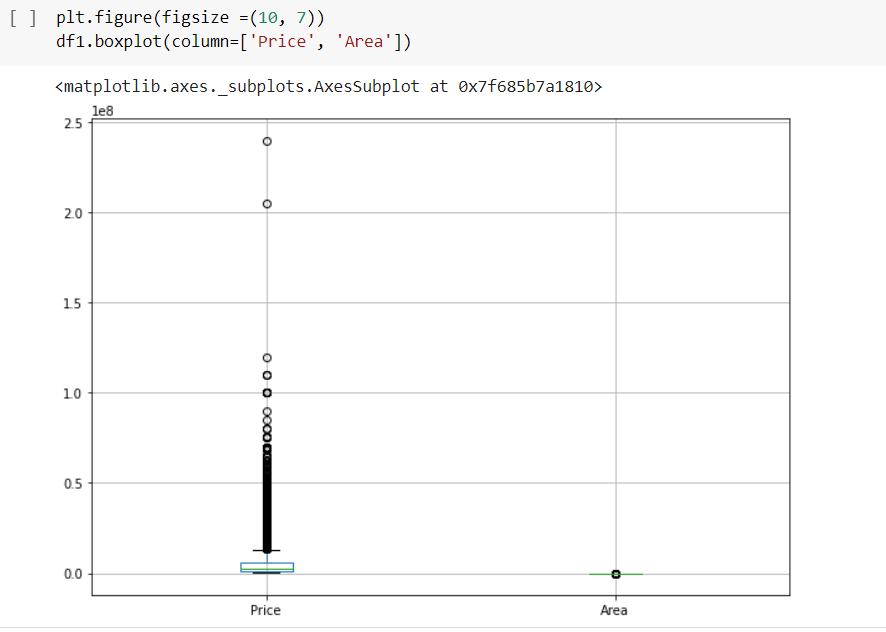 [ ] plt.figure(figsize =(10, 7))
df1.boxplot(column=['Price', 'Area'])
<matplotlib.axes._subplots.AxesSubplot at 0x7f685b7a1810>
1e8
2.5
2.0
1.5
1.0
0.5
0.0
Price Area